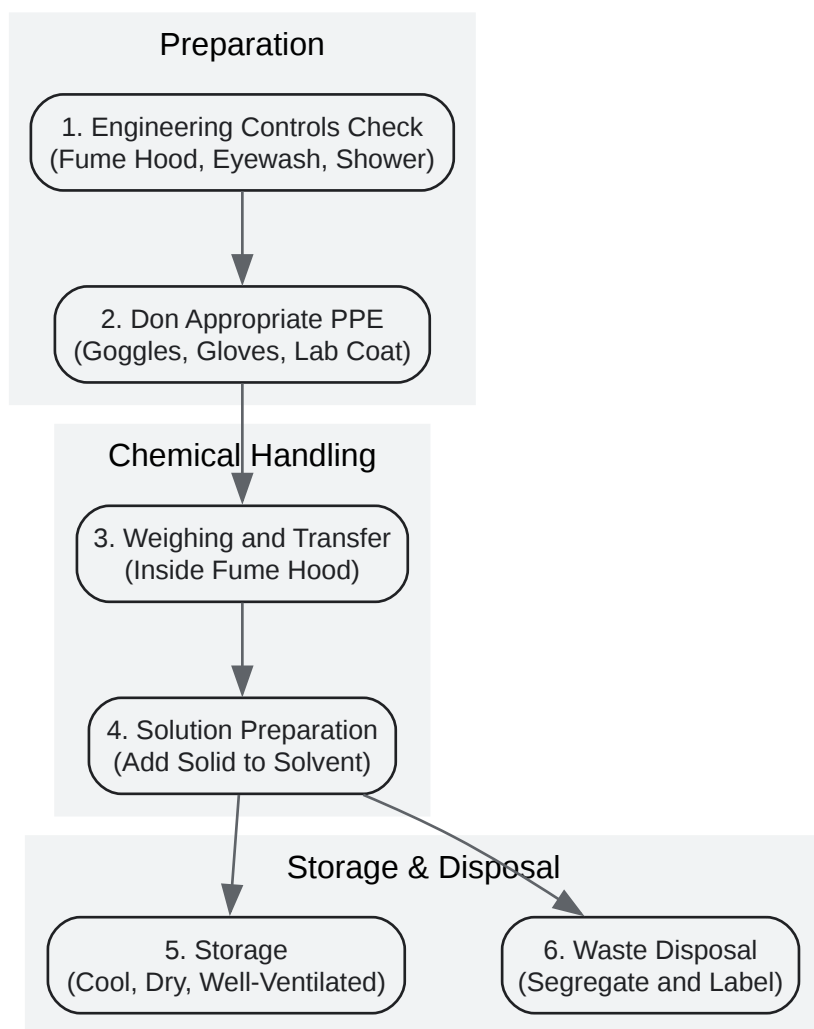 Preparation
1. Engineering Controls Check
(Fume Hood, Eyewash, Shower)
2. Don Appropriate PPE
(Goggles, Gloves, Lab Coat)
Chemical Handling
3. Weighing and Transfer
(Inside Fume Hood)
4. Solution Preparation
(Add Solid to Solvent)
Storage & Disposal
5. Storage
(Cool, Dry, Well-Ventilated)
6. Waste Disposal
(Segregate and Label)